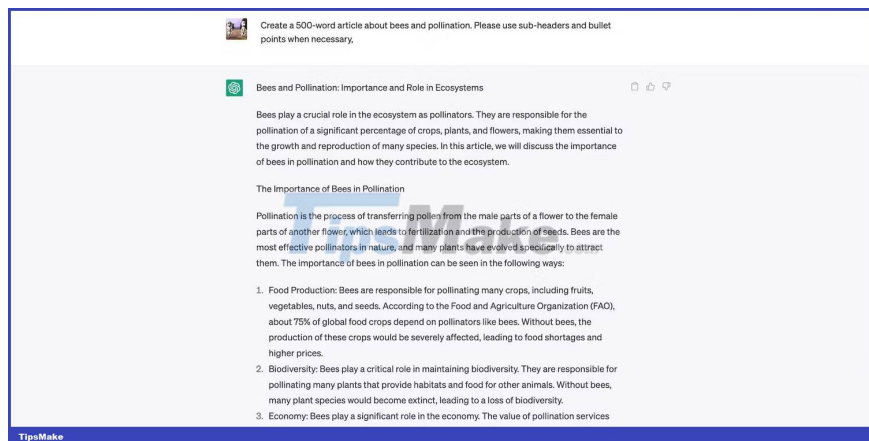 Create a 500-word article about bees and pollination. Please use sub-headers and bullet
points when necessary,
Bees and Pollination: Importance and Role in Ecosystems
Bees play a crucial role in the ecosystem as pollinators. They are responsible for the
pollination of a significant percentage of crops, plants, and flowers, making them essential to
the growth and reproduction of many species. In this article, we will discuss the importance
of bees in pollination and how they contribute to the ecosystem.
The Importance of Bees in Pollination
Pollination is the process of transferring pollen from the male parts of a flower to the female
parts of another flower, which leads to fertilization and the production of seeds. Bees are the
most effective pollinators in nature, and many plants have evolved specifically to attract
them. The importance of bees in pollination can be seen in the following ways:
TipsMake.com
1. Food Production: Bees are responsible for pollinating many crops, including fruits,
vegetables, nuts, and seeds. According to the Food and Agriculture Organization (FAO),
about 75% of global food crops depend on pollinators like bees. Without bees, the
production of these crops would be severely affected, leading to food shortages and
higher prices.
2. Biodiversity: Bees play a critical role in maintaining biodiversity. They are responsible for
pollinating many plants that provide habitats and food for other animals. Without bees,
many plant species would become extinct, leading to a loss of biodiversity.
3. Economy: Bees play a significant role in the economy. The value of pollination services
TipsMake